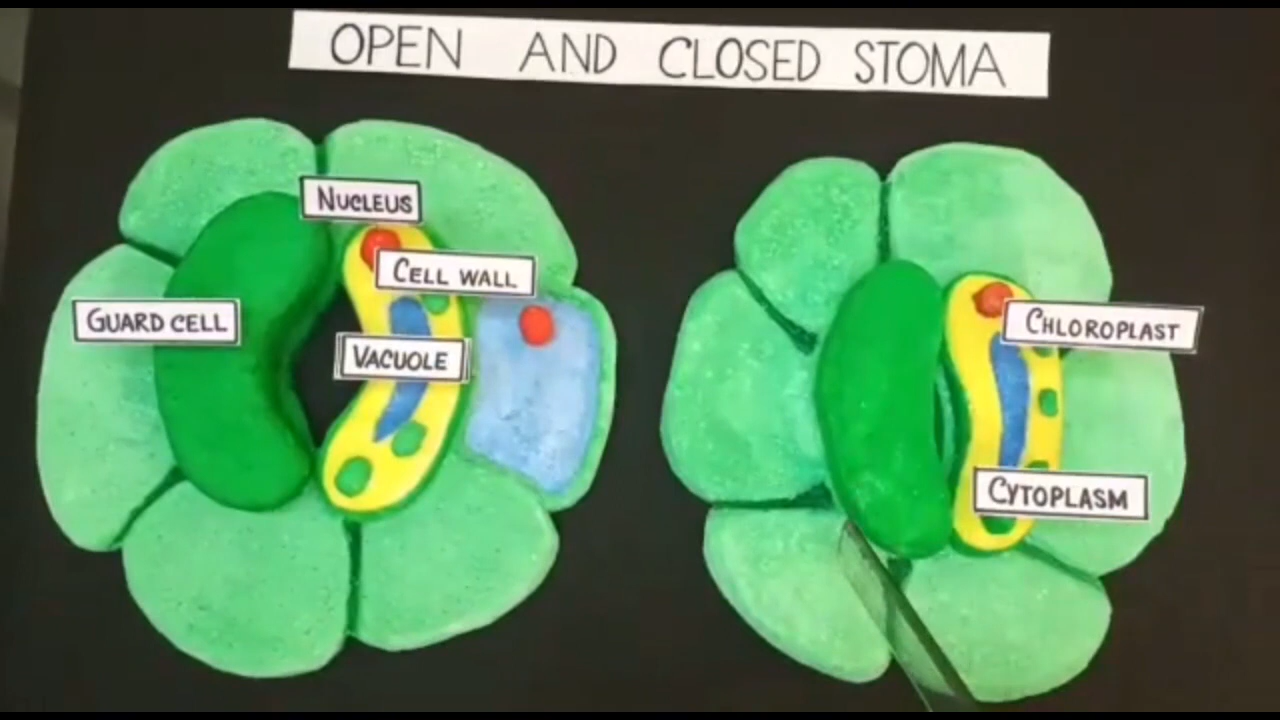 OPEN AND CLOSED STOMA
NUCLEUS
CELL WALL
GUARD CELL
VACUOLE
CHLOROPLAST
CYTOPLASM